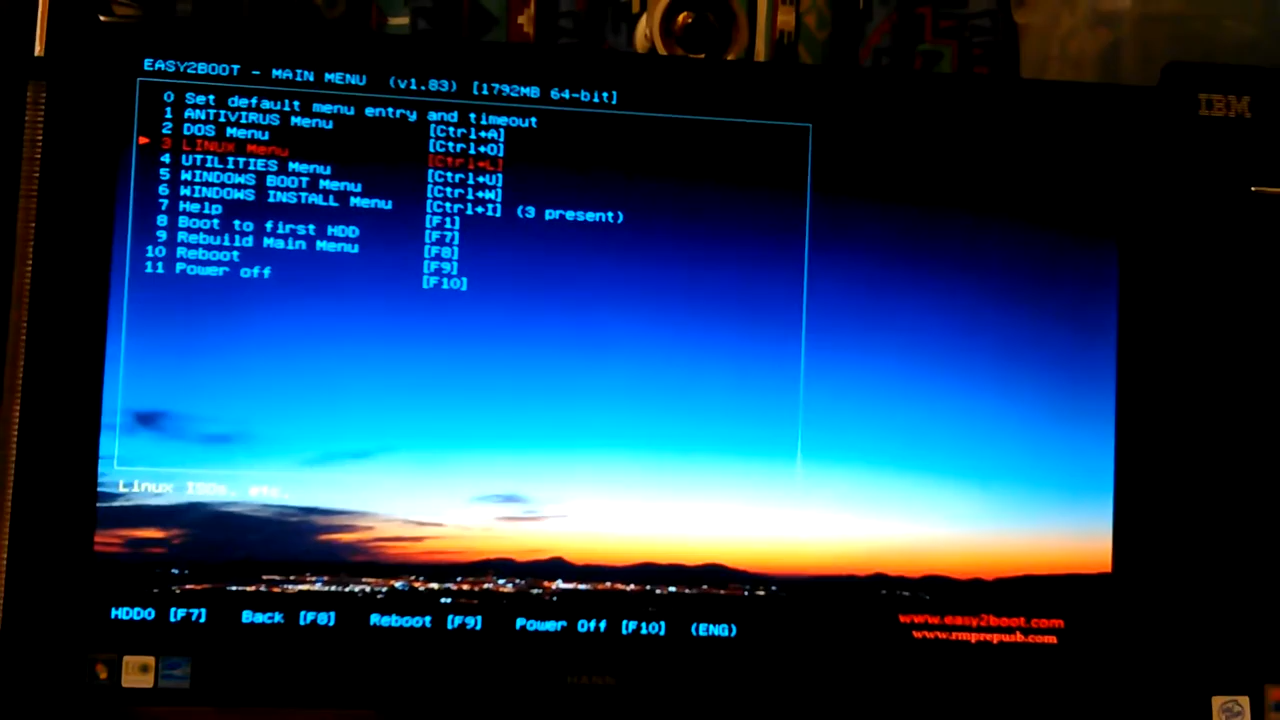 EASY2BOOT - MAIN MENU (v1.83) [1792MB 64-bit]
0 Set default menu entry and timeout
1 ANTIVIRUS Menu [Ctrl+A]
2 DOS Menu [Ctrl+O]
3 LINUX Menu [Ctrl+L]
4 UTILITIES Menu [Ctrl+U]
5 WINDOWS BOOT Menu [Ctrl+W]
6 WINDOWS INSTALL Menu [Ctrl+I] (3 present)
7 Help [F1]
8 Boot to first HDD [F7]
9 Rebuild Main Menu [F8]
10 Reboot [F9]
11 Power off [F10]
Linux ISOs, etc.
HDD0 [F7] Back [F8] Reboot [F9] Power Off [F10] (ENG)
www.easy2boot.com
www.rmprepusb.com
IBM